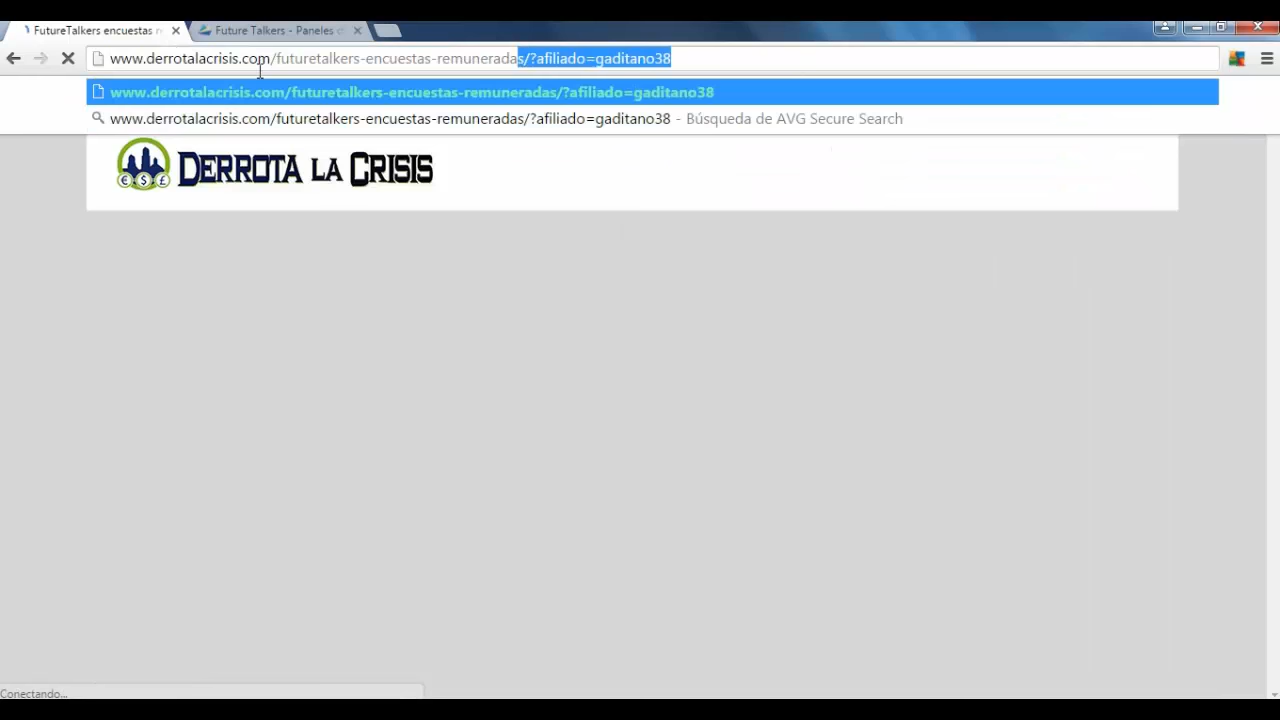 FutureTalkers encuestas r
Future Talkers - Paneles d
www.derrotalacrisis.com/futuretalkers-encuestas-remuneradas/?afiliado=gaditano38
www.derrotalacrisis.com/futuretalkers-encuestas-remuneradas/?afiliado=gaditano38
www.derrotalacrisis.com/futuretalkers-encuestas-remuneradas/?afiliado=gaditano38 - Búsqueda de AVG Secure Search
€ $ £ DERROTA LA CRISIS
Conectando...